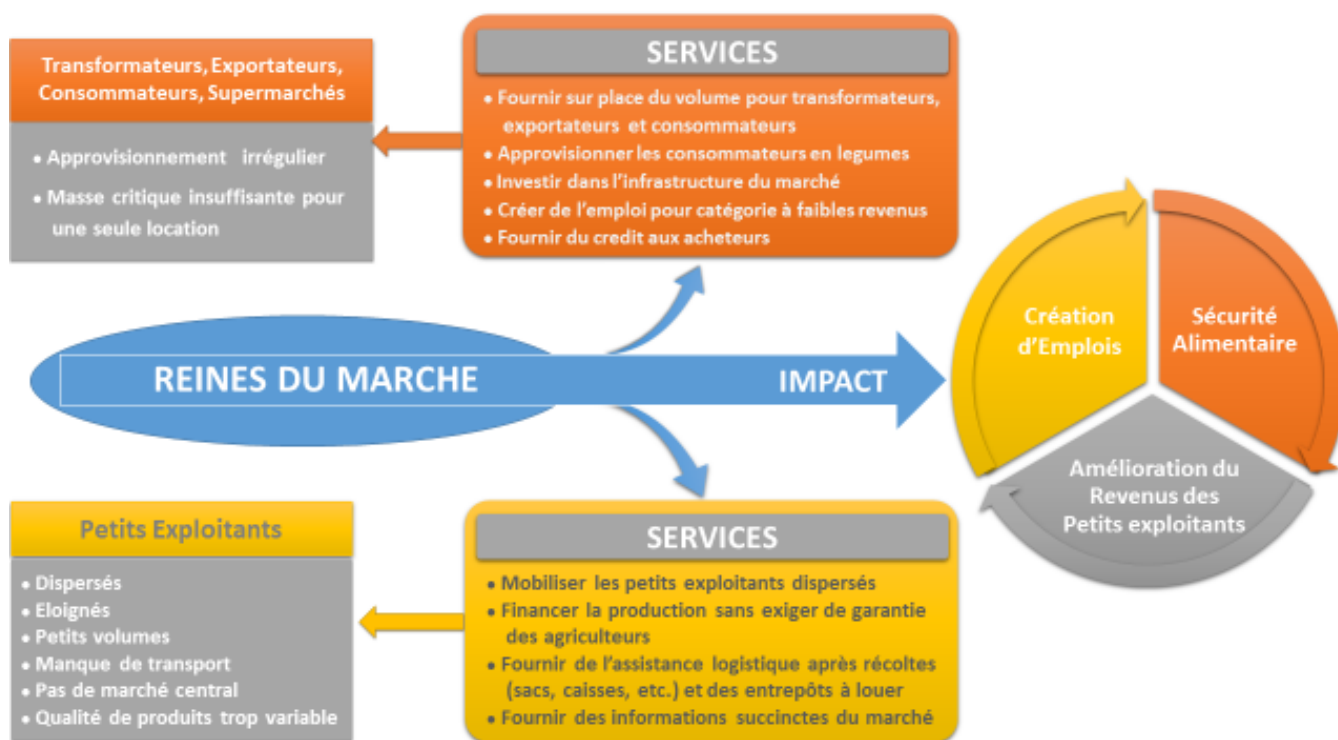 Transformateurs, Exportateurs,
Consommateurs, Supermarchés
• Approvisionnement irrégulier
• Masse critique insuffisante pour
une seule location
SERVICES
• Fournir sur place du volume pour transformateurs,
exportateurs et consommateurs
• Approvisionner les consommateurs en legumes
• Investir dans l'infrastructure du marché
• Créer de l'emploi pour catégorie à faibles revenus
• Fournir du credit aux acheteurs
REINES DU MARCHE
IMPACT
Création
d'Emplois
Sécurité
Alimentaire
Amélioration du
Revenus des
Petits exploitants
Petits Exploitants
• Dispersés
• Eloignés
• Petits volumes
• Manque de transport
• Pas de marché central
• Qualité de produits trop variable
SERVICES
• Mobiliser les petits exploitants dispersés
• Financer la production sans exiger de garantie
des agriculteurs
• Fournir de l'assistance logistique après récoltes
(sacs, caisses, etc.) et des entrepôts à louer
• Fournir des informations succinctes du marché